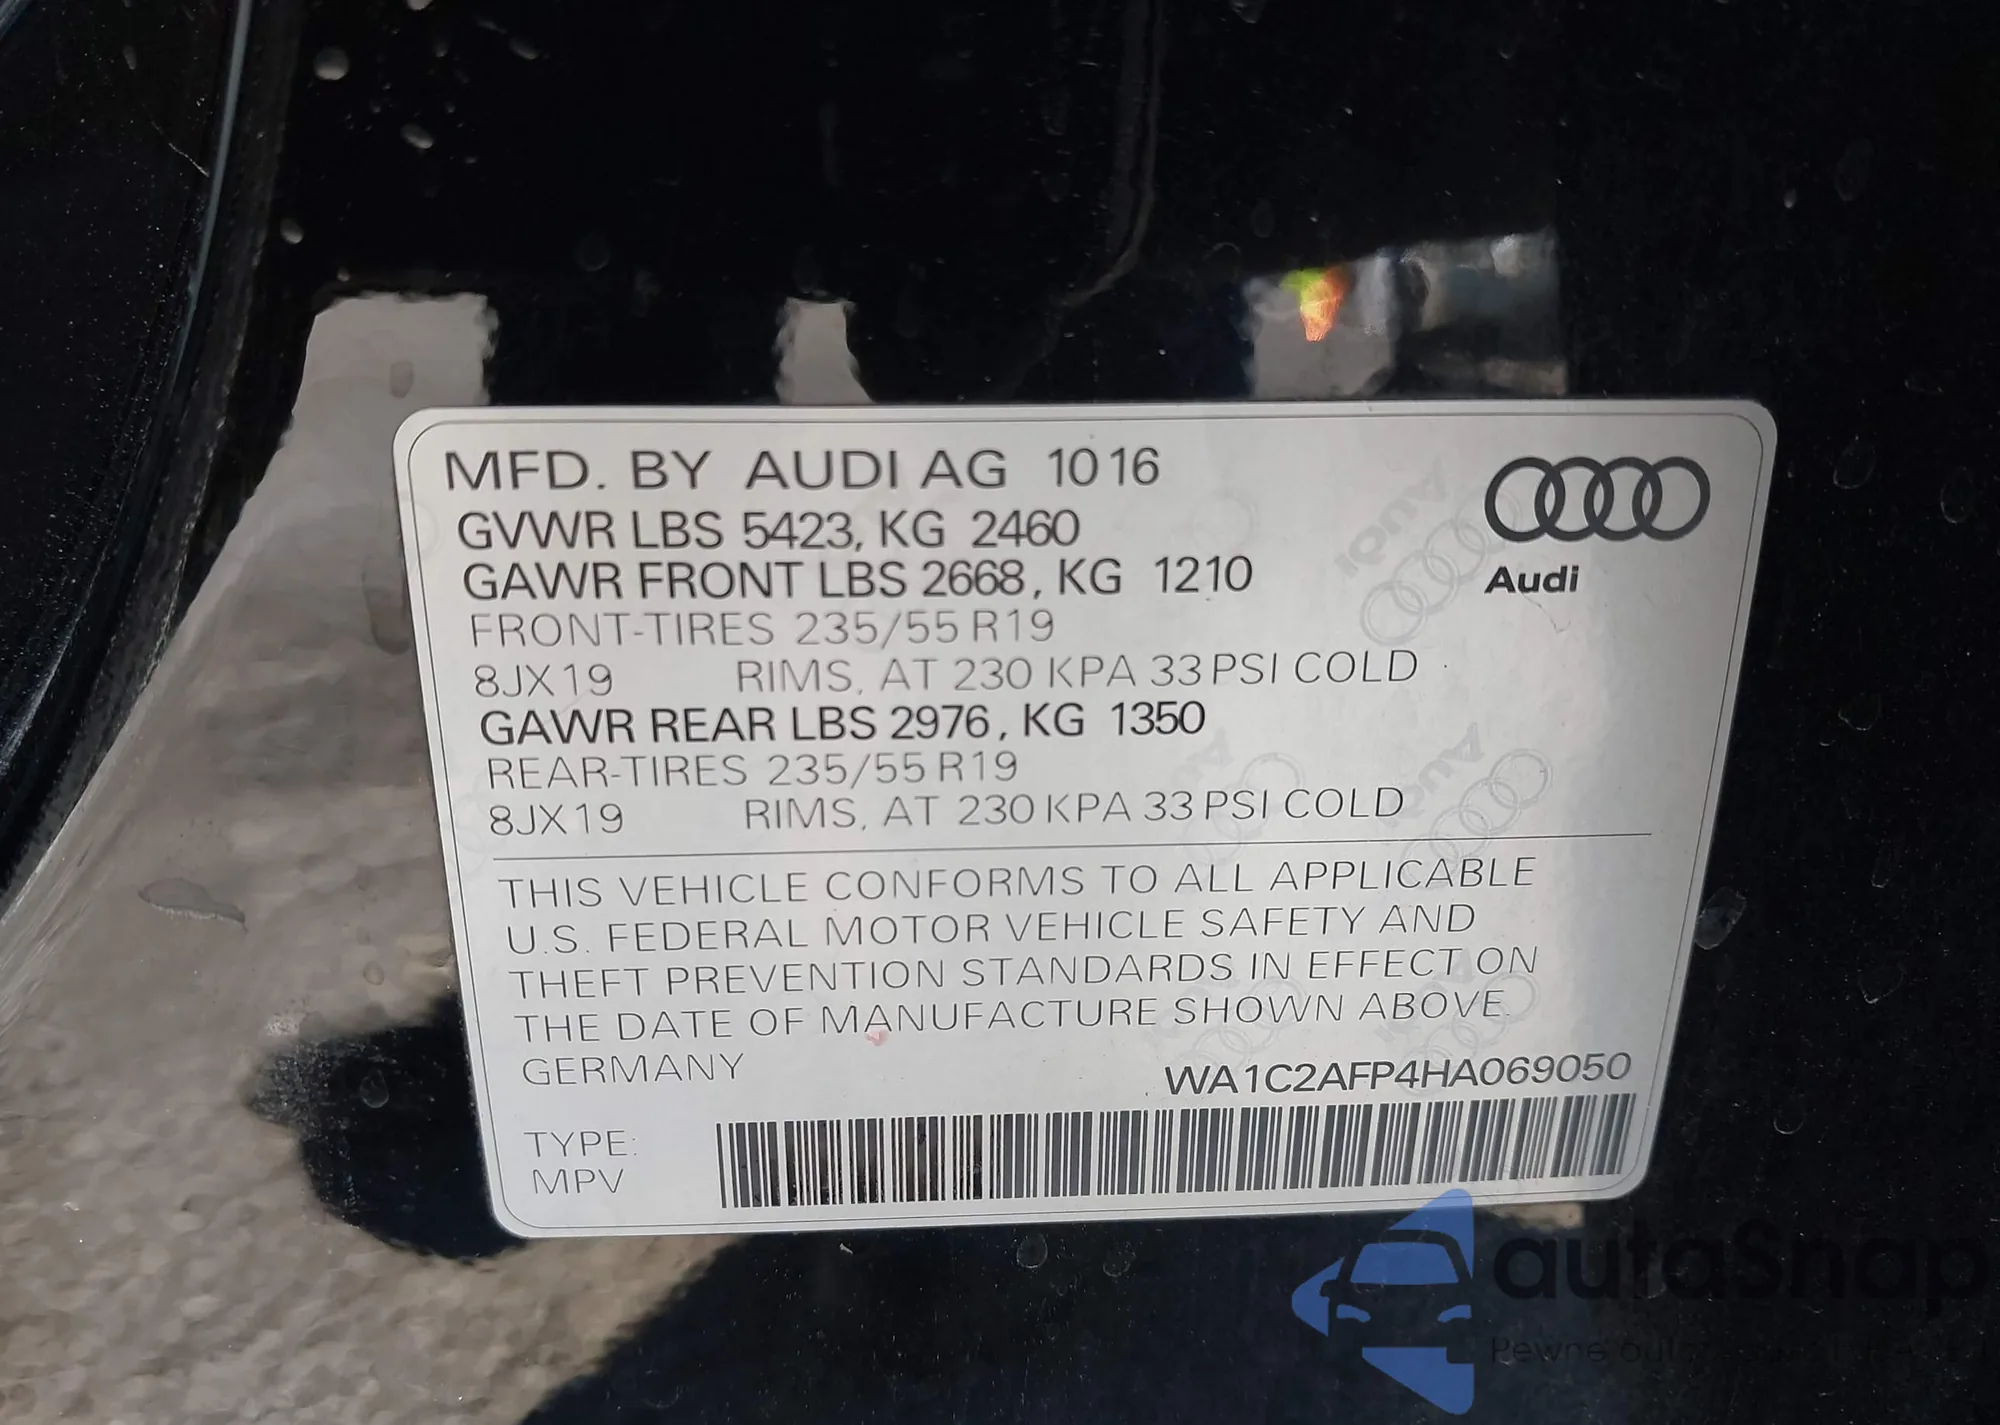 MFD. BY AUDI AG 10 16
GVWR LBS 5423, KG 2460
GAWR FRONT LBS 2668, KG 1210
FRONT-TIRES 235/55 R19
8JX19 RIMS, AT 230 KPA 33 PSI COLD
GAWR REAR LBS 2976, KG 1350
REAR-TIRES 235/55 R19
8JX19 RIMS, AT 230 KPA 33 PSI COLD
Audi
THIS VEHICLE CONFORMS TO ALL APPLICABLE
U.S. FEDERAL MOTOR VEHICLE SAFETY AND
THEFT PREVENTION STANDARDS IN EFFECT ON
THE DATE OF MANUFACTURE SHOWN ABOVE.
GERMANY
WA1C2AFP4HA069050
TYPE:
MPV
autaSnap
Pewne